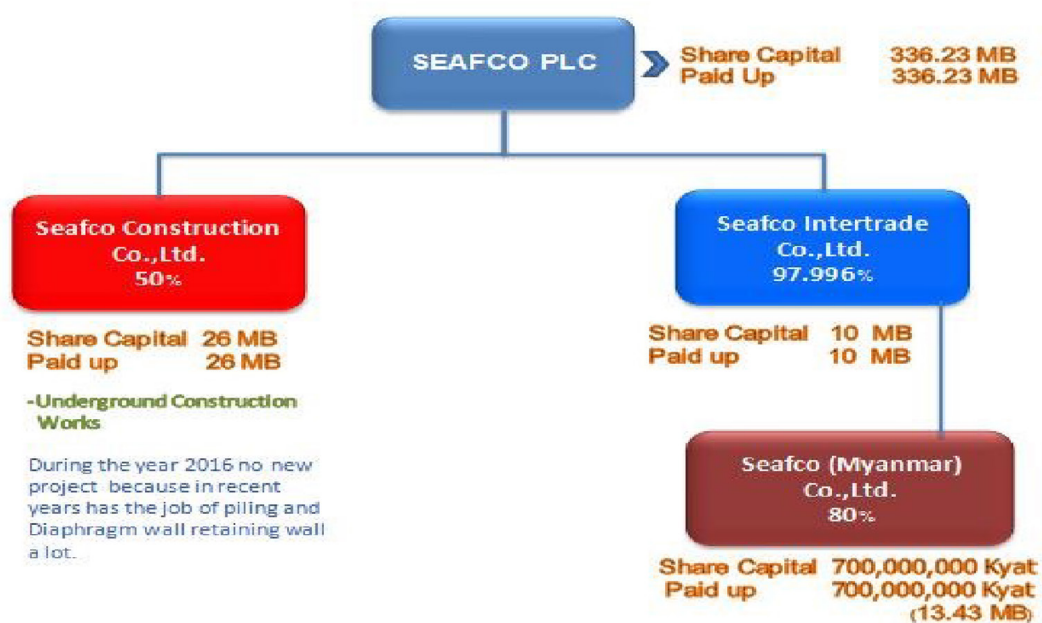 SEAFCO PLC
Share Capital 336.23 MB
Paid Up 336.23 MB
Seafco Construction
Co.,Ltd.
50%
Share Capital 26 MB
Paid up 26 MB
-Underground Construction
Works
During the year 2016 no new
project because in recent
years has the job of piling and
Diaphragm wall retaining wall
a lot.
Seafco Intertrade
Co.,Ltd.
97.996%
Share Capital 10 MB
Paid up 10 MB
Seafco (Myanmar)
Co.,Ltd.
80%
Share Capital 700,000,000 Kyat
Paid up 700,000,000 Kyat
(13.43 MB)